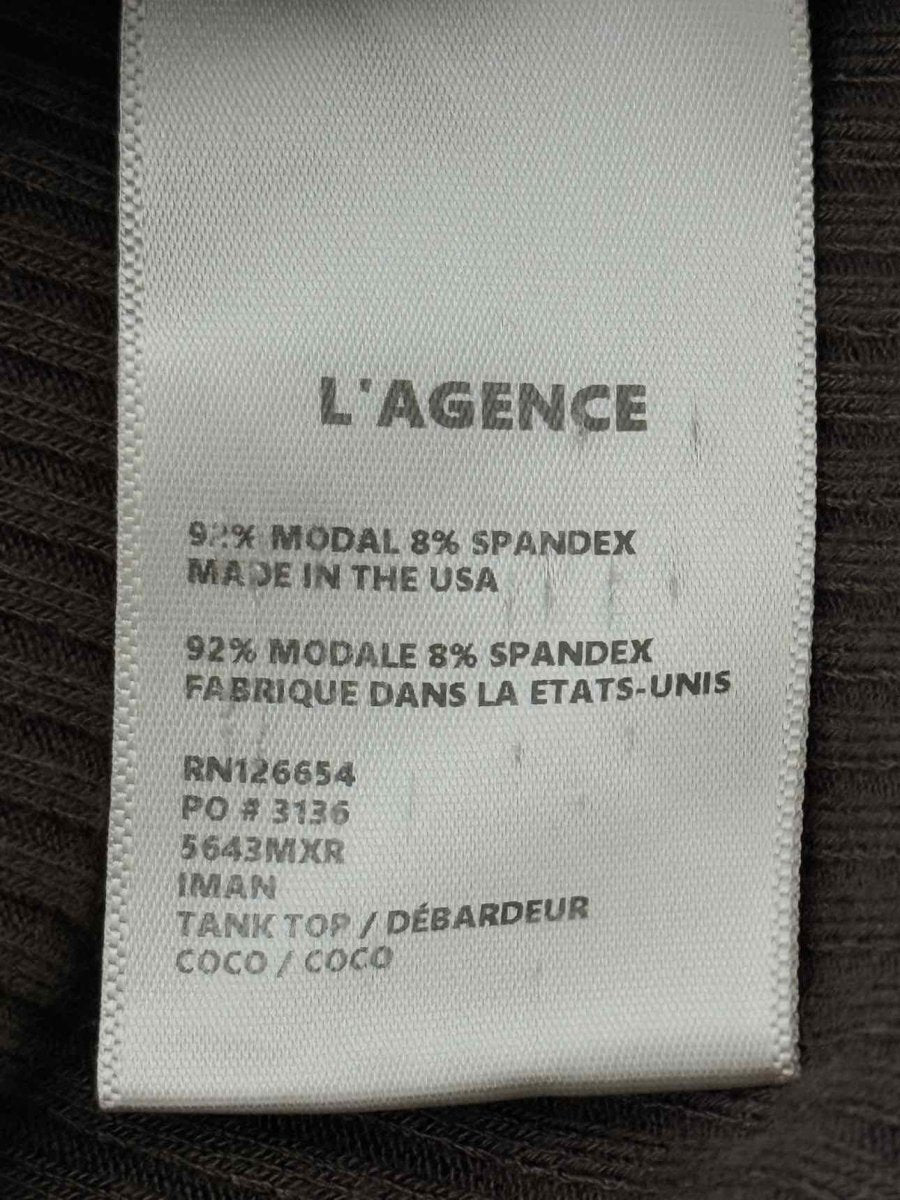 L'AGENCE
92% MODAL 8% SPANDEX
MADE IN THE USA
92% MODALE 8% SPANDEX
FABRIQUE DANS LA ETATS-UNIS
RN126654
PO # 3136
5643MXR
IMAN
TANK TOP / DÉBARDEUR
COCO / COCO